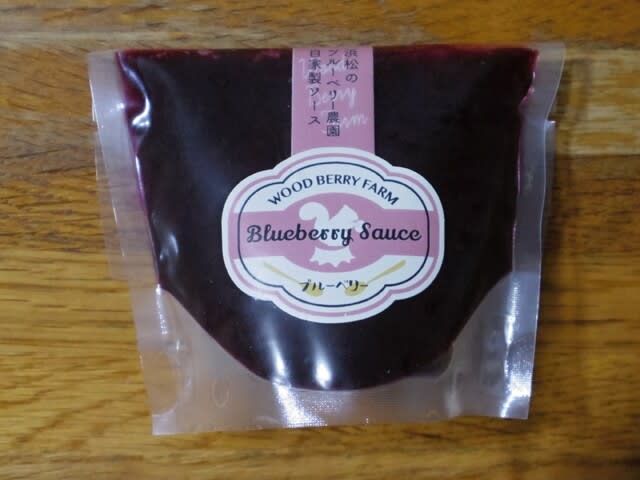 浜松の
ブルーベリー農園
自家製ソース
WOOD BERRY FARM
Blueberry Sauce
ブルーベリー